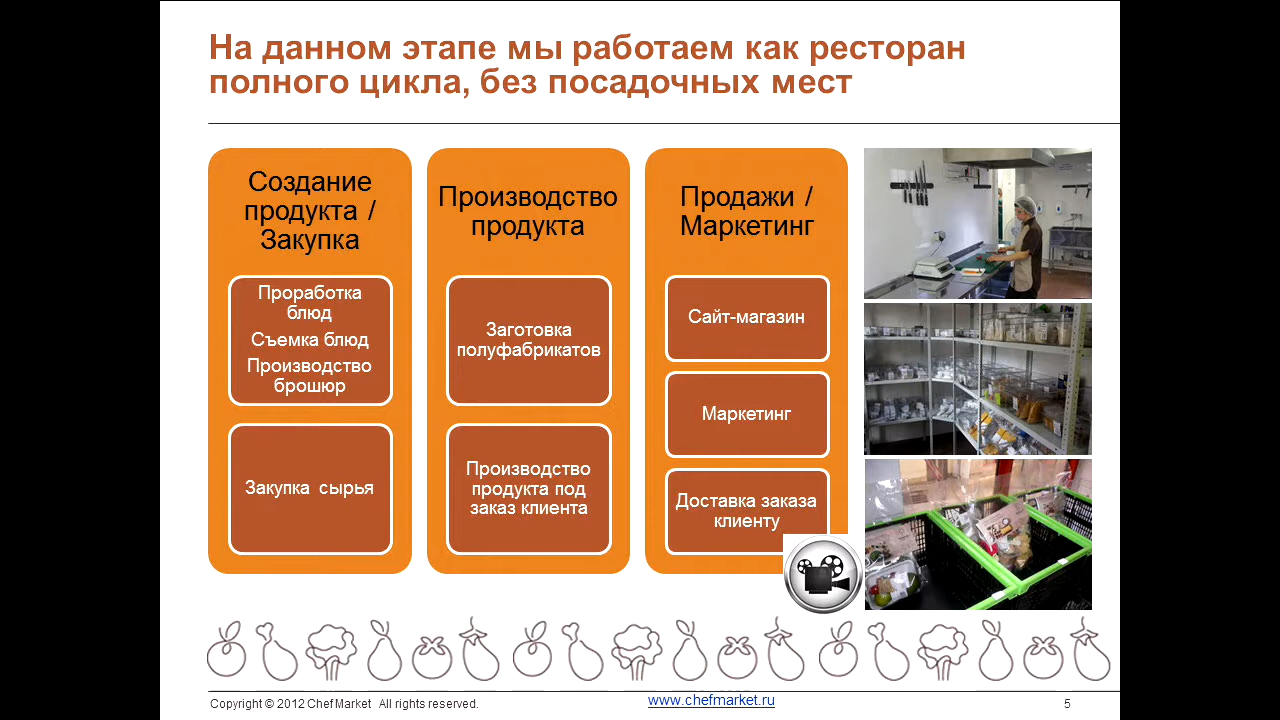 На данном этапе мы работаем как ресторан
полного цикла, без посадочных мест
Создание
продукта /
Закупка
Проработка
блюд
Съемка блюд
Производство
брошюр
Закупка сырья
Производство
продукта
Заготовка
полуфабрикатов
Производство
продукта под
заказ клиента
Продажи /
Маркетинг
Сайт-магазин
Маркетинг
Доставка заказа
клиенту
Copyright © 2012 Chef Market All rights reserved.
www.chefmarket.ru
5